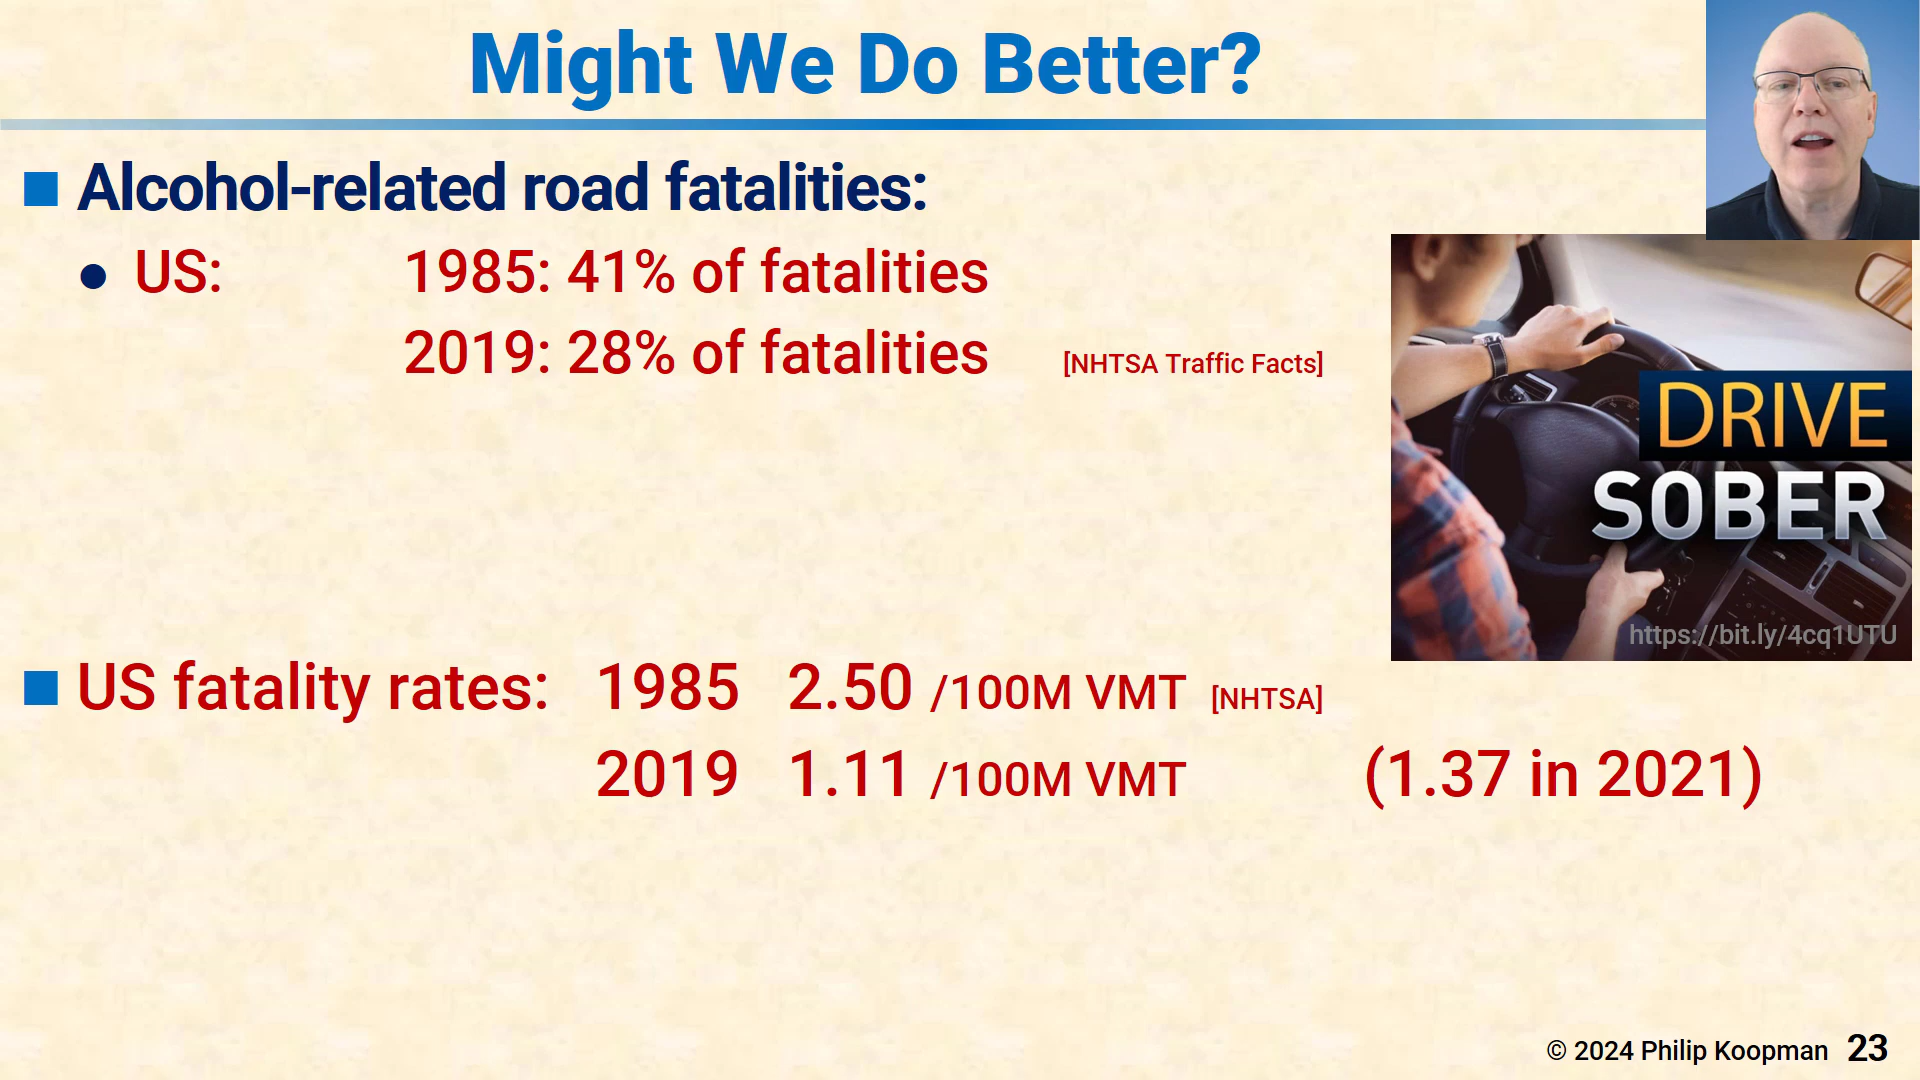 Might We Do Better?
Alcohol-related road fatalities:
US: 1985: 41% of fatalities
2019: 28% of fatalities [NHTSA Traffic Facts]
DRIVE
SOBER
https://bit.ly/4cq1UTU
US fatality rates: 1985 2.50 /100M VMT [NHTSA]
2019 1.11 /100M VMT (1.37 in 2021)
© 2024 Philip Koopman 23